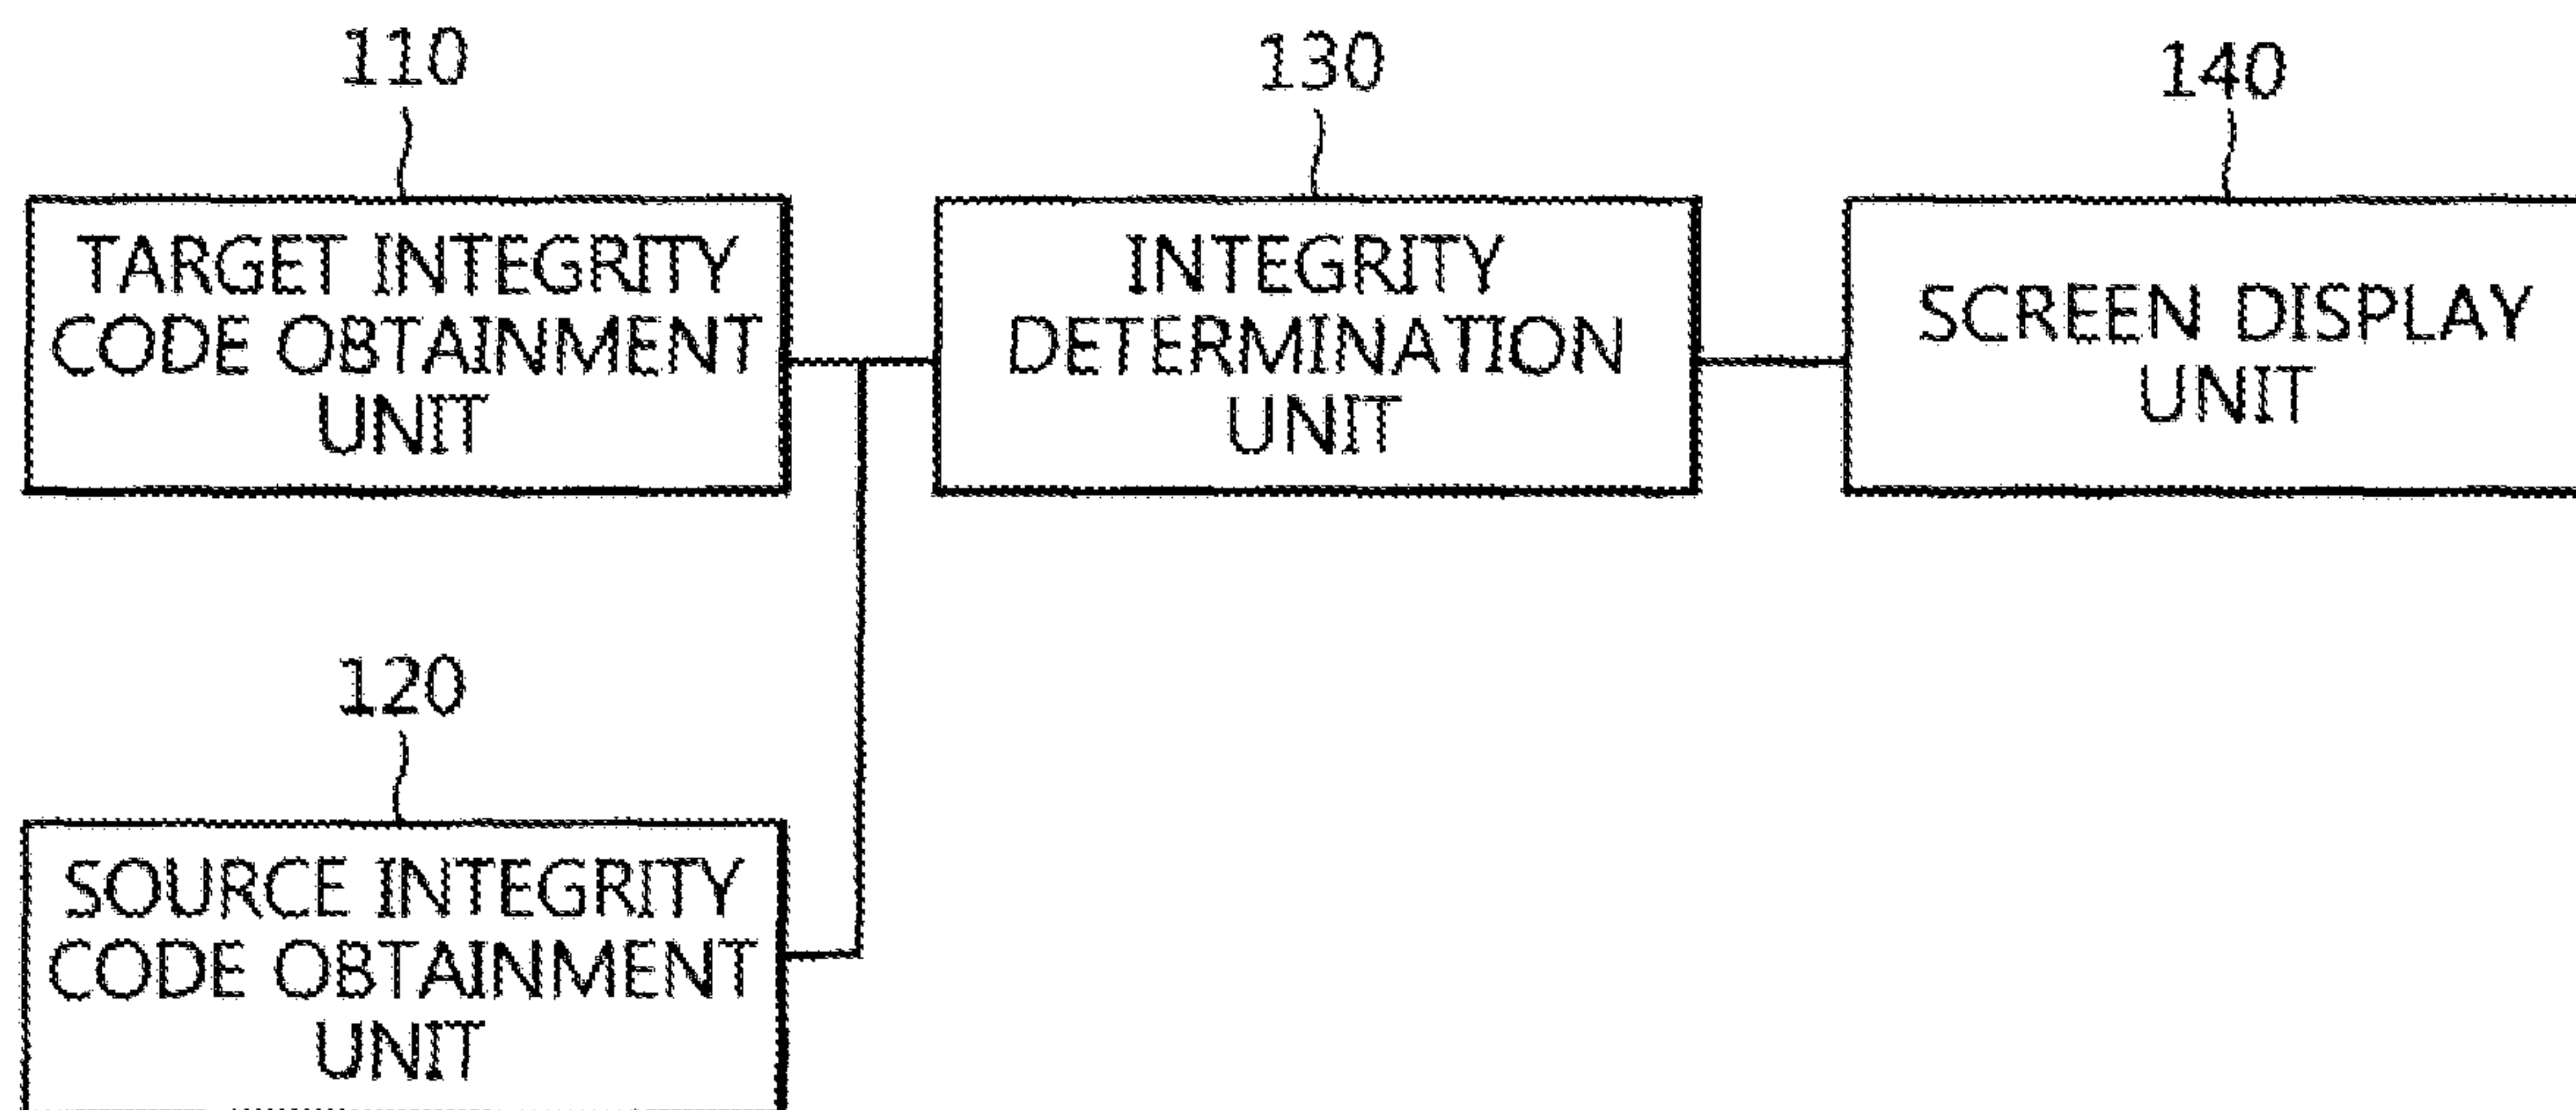 110
TARGET INTEGRITY
CODE OBTAINMENT
UNIT
130
INTEGRITY
DETERMINATION
UNIT
140
SCREEN DISPLAY
UNIT
120
SOURCE INTEGRITY
CODE OBTAINMENT
UNIT